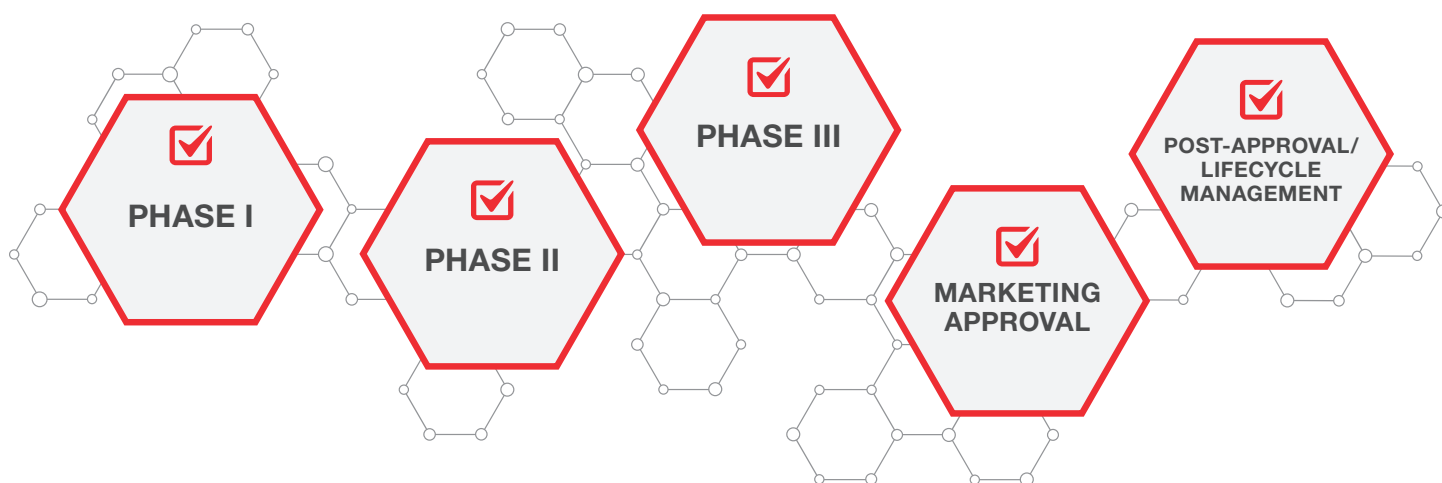 PHASE I
PHASE II
PHASE III
MARKETING
APPROVAL
POST-APPROVAL/
LIFECYCLE
MANAGEMENT